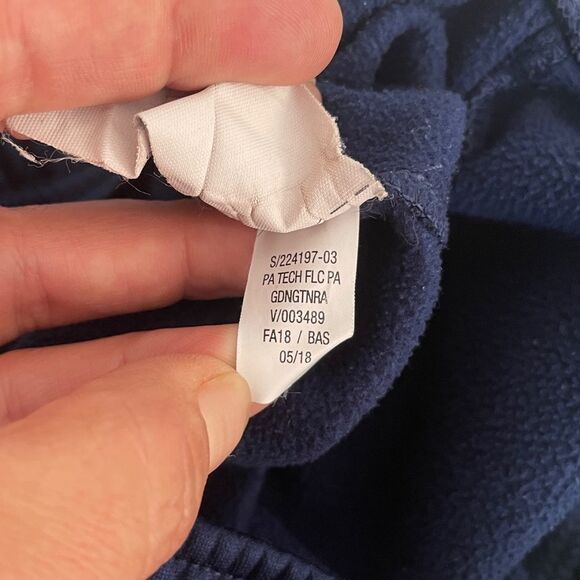 S/224197-03
PA TECH FLC PA
GDNGTNRA
V/003489
FA18 / BAS
05/18